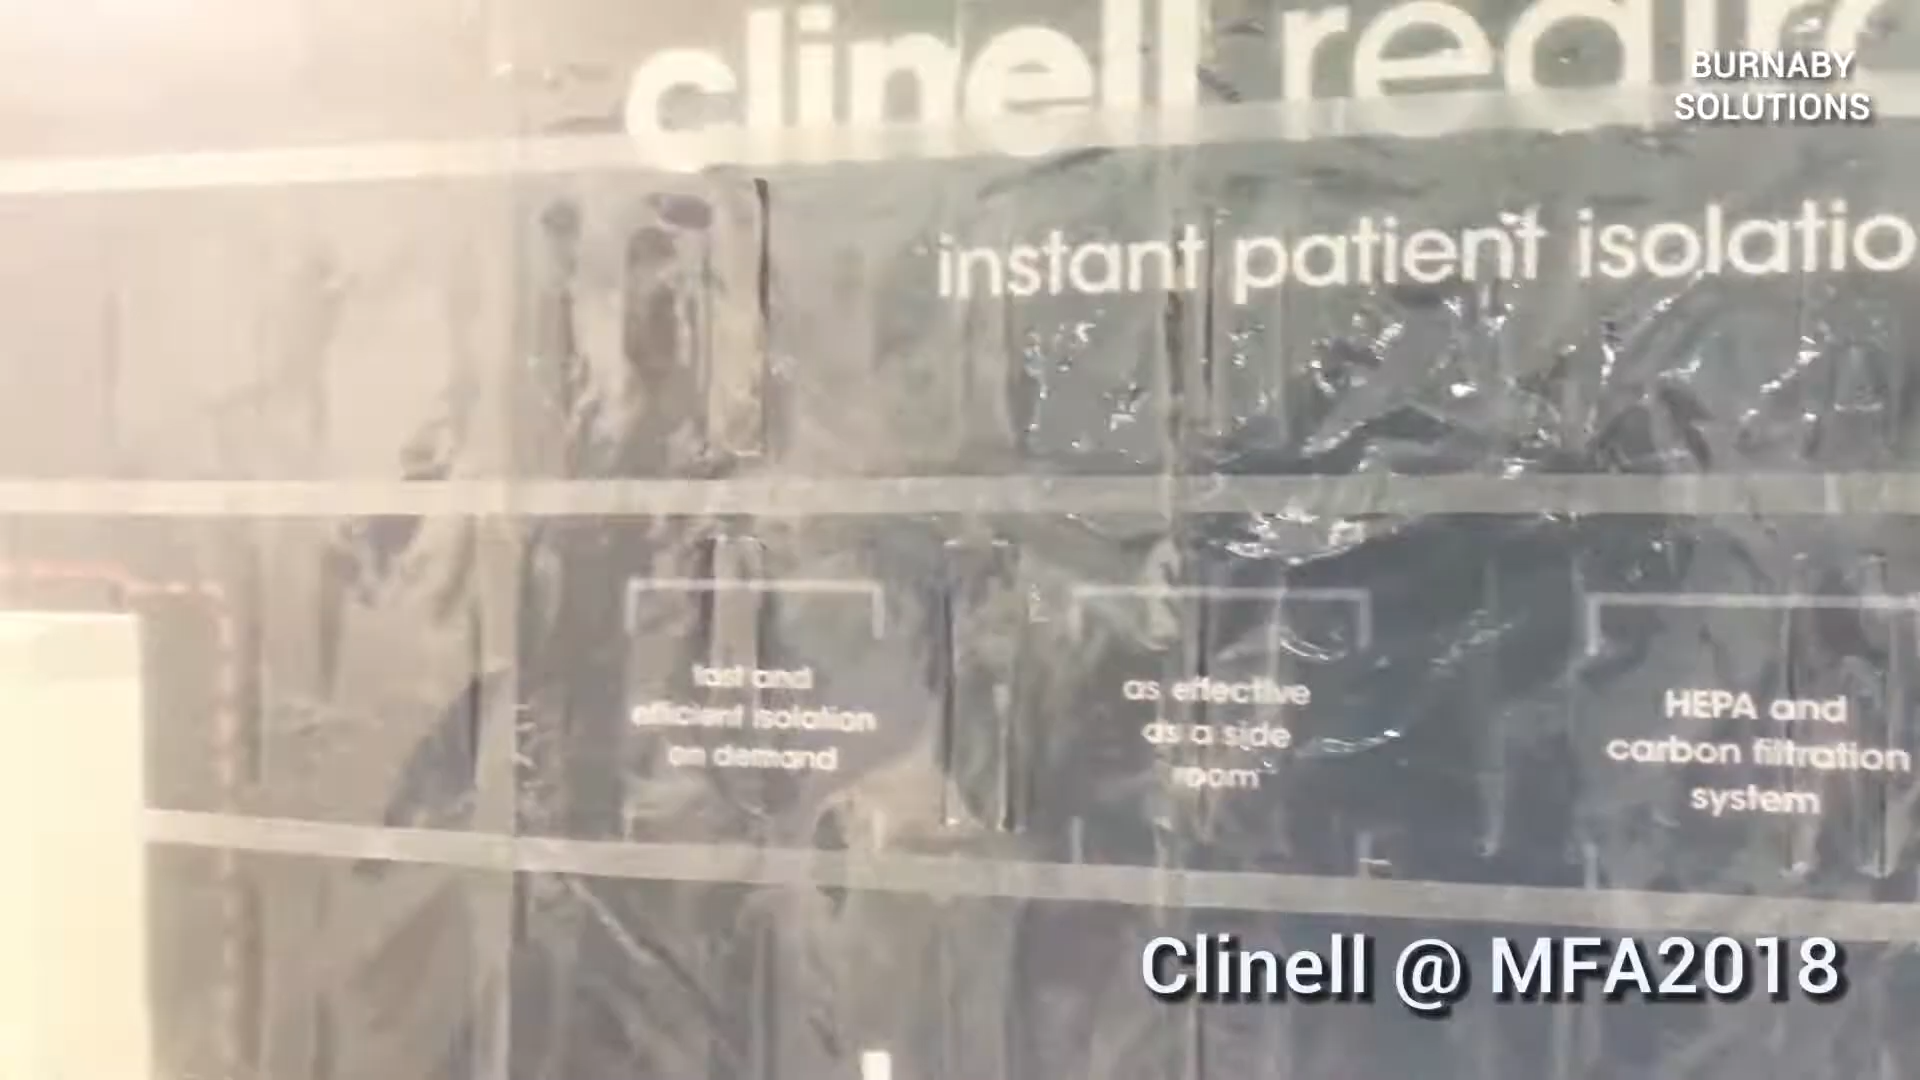 clinell
BURNABY
SOLUTIONS
instant patient isolatio
fast and
efficient isolation
on demand
as effective
as a side
room
HEPA and
carbon filtration
system
Clinell @ MFA2018